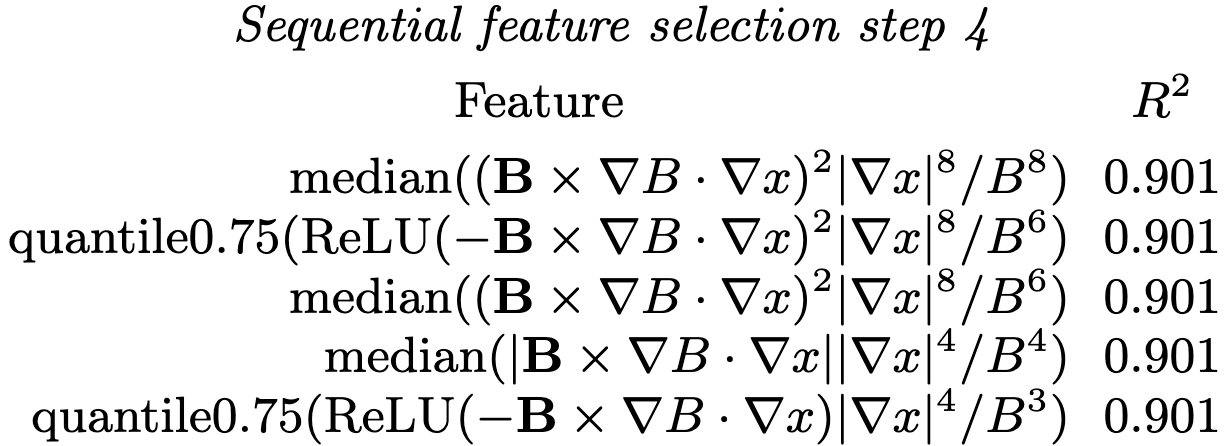 Sequential feature selection step 4
Feature R²
median((𝐁 × ∇B · ∇x)²|∇x|⁸/B⁸) 0.901
quantile0.75(ReLU(−𝐁 × ∇B · ∇x)²|∇x|⁸/B⁶) 0.901
median((𝐁 × ∇B · ∇x)²|∇x|⁸/B⁶) 0.901
median(|𝐁 × ∇B · ∇x||∇x|⁴/B⁴) 0.901
quantile0.75(ReLU(−𝐁 × ∇B · ∇x)|∇x|⁴/B³) 0.901